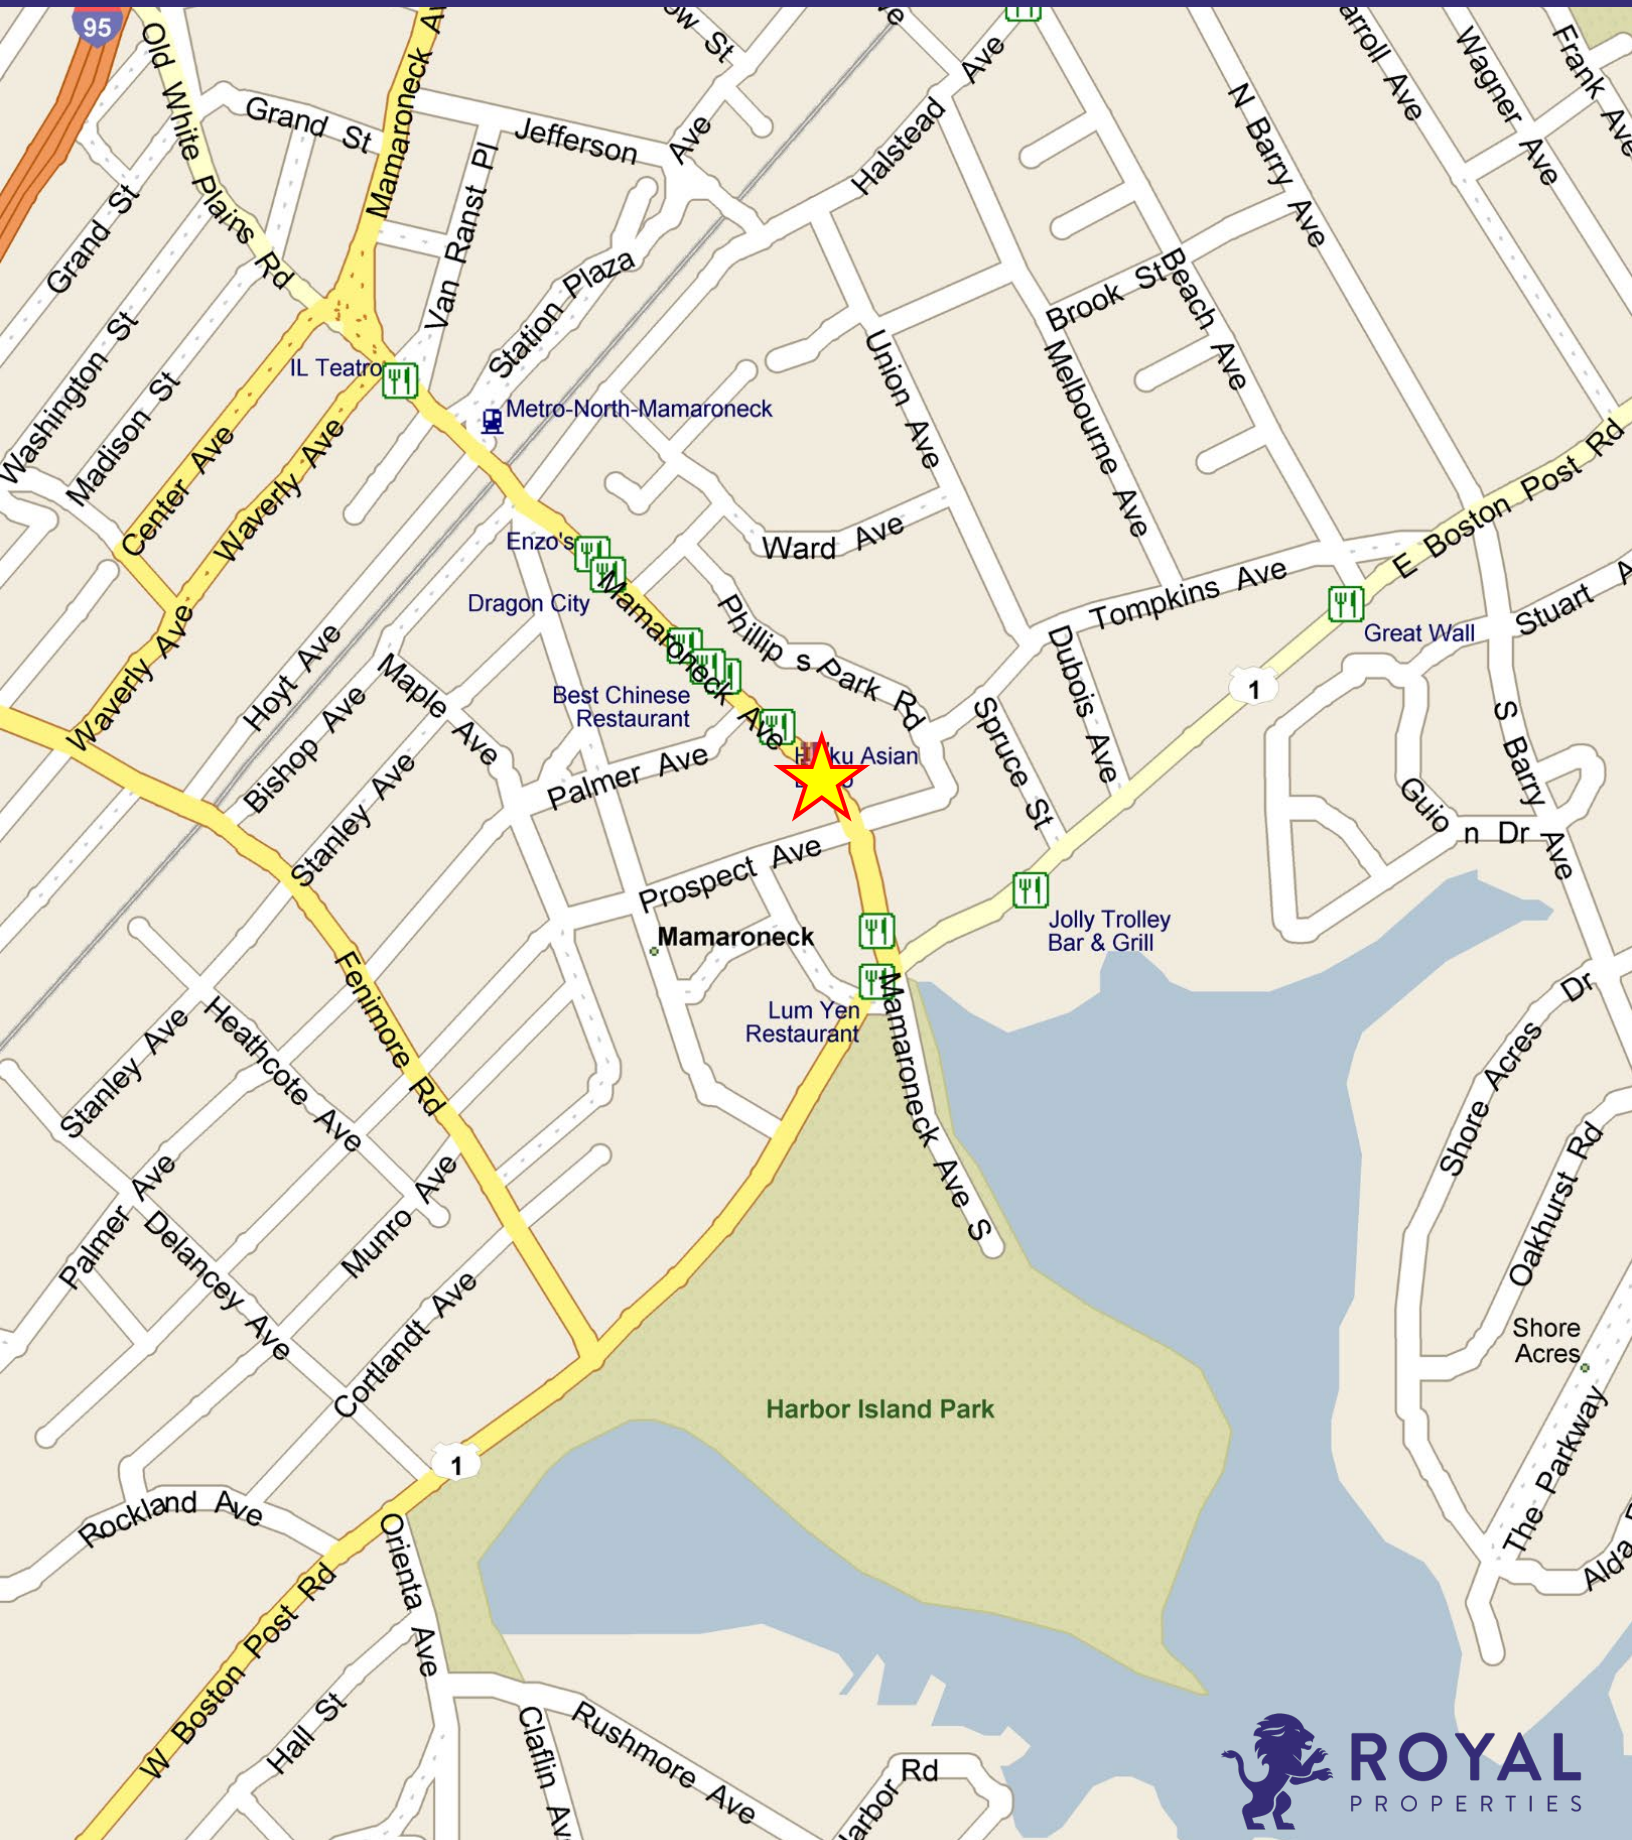 95
Old White Plains Rd
Mamaroneck
St
Ave
Grand St
Jefferson
Ave
Halstead
N Barry Ave
Wagner Ave
Frank Ave
Van Ranst Pl
Grand St
Station Plaza
Brook St
Beach Ave
Washington St
Madison St
IL Teatro
Metro-North-Mamaroneck
Union Ave
Melbourne Ave
Center Ave
Waverly Ave
E Boston Post Rd
Enzo's
Ward Ave
Dragon City
Mamaroneck Ave
Phillip s Park Rd
Tompkins Ave
Great Wall
Stuart
Waverly Ave
Hoyt Ave
Maple Ave
Bishop Ave
Best Chinese
Restaurant
Dubois Ave
Spruce St
1
S Barry Ave
Palmer Ave
Asian
Stanley Ave
Guio n Dr
Prospect Ave
Mamaroneck
Jolly Trolley
Bar & Grill
Fenimore Rd
Lum Yen
Restaurant
Mamaroneck Ave S
Shore Acres Dr
Stanley Ave
Heathcote Ave
Oakhurst Rd
Palmer Ave
Munro Ave
Delancey Ave
Cortlandt Ave
Shore
Acres
Harbor Island Park
The Parkway
1
Rockland Ave
Orienta Ave
Alda
W Boston Post Rd
Hall St
Claflin
Rushmore Ave
Rd
ROYAL
PROPERTIES